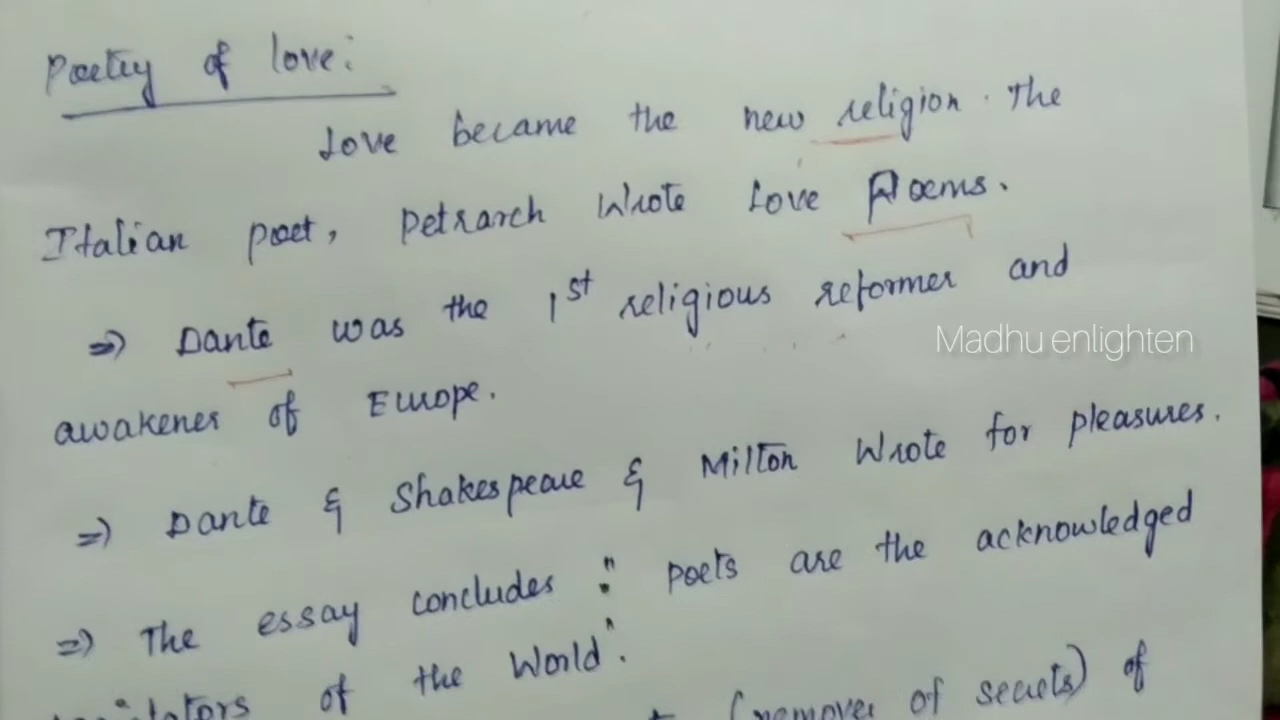 Poetry of love:
Love became the new religion. The
Italian poet, Petrarch Wrote Love Poems.
=> Dante was the 1st religious reformer and
Madhu enlighten
awakener of Europe.
=> Dante & Shakespeare & Milton Wrote for pleasures.
=> The essay concludes : " poets are the acknowledged
of the World".
(remover of secrets) of